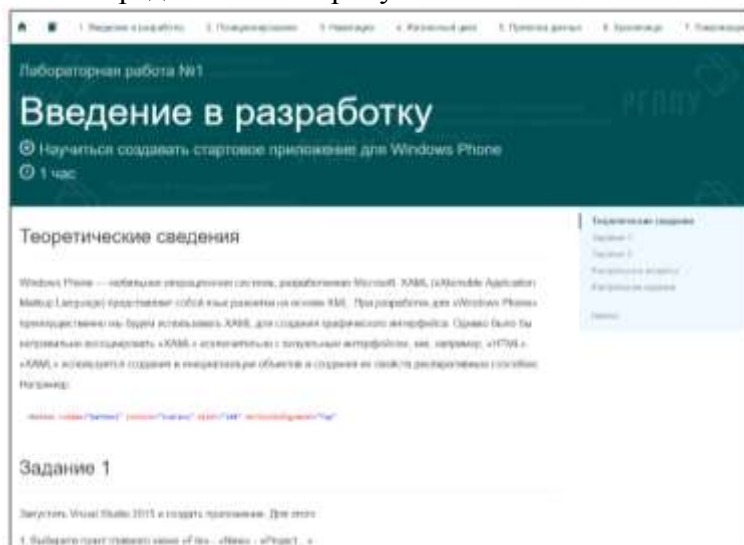 1. Введение в разработку 2. Позиционирование 3. Навигация 4. Жизненный цикл 5. Привязка данных 6. Хранилище 7. Локализация
Лабораторная работа №1
РГППУ
Введение в разработку
Научиться создавать стартовое приложение для Windows Phone
1 час
Теоретические сведения
Теоретические сведения
Задание 1
Задание 2
Контрольные вопросы
Контрольное задание
Наверх
Windows Phone — мобильная операционная система, разработанная Microsoft. XAML (eXtensible Application
Markup Language) представляет собой язык разметки на основе XML. При разработке для «Windows Phone»
преимущественно мы будем использовать XAML для создания графического интерфейса. Однако было бы
неправильно ассоциировать «XAML» исключительно с визуальным интерфейсом, как, например, «HTML».
«XAML» используется создания и инициализации объектов и создания их свойств декларативным способом.
Например:
Задание 1
Запустить Visual Studio 2015 и создать приложение. Для этого:
1. Выберите пункт главного меню «File» - «New» - «Project...»